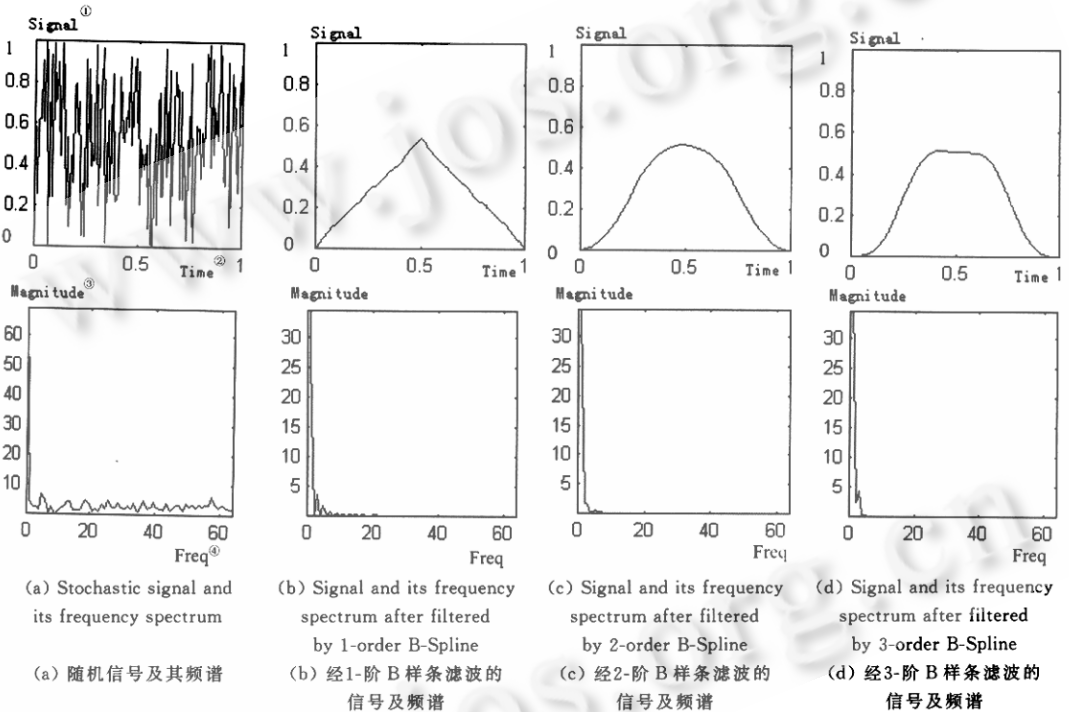 Signal①
1
0.8
0.6
0.4
0.2
0
0
0.5
1
Time②
Signal
1
0.8
0.6
0.4
0.2
0
0
0.5
1
Time
Signal
1
0.8
0.6
0.4
0.2
0
0
0.5
1
Time
Signal
1
0.8
0.6
0.4
0.2
0
0
0.5
1
Time
Magnitude③
60
50
40
30
20
10
0
20
40
60
Freq④
Magnitude
30
25
20
15
10
5
0
20
40
60
Freq
Magnitude
30
25
20
15
10
5
0
20
40
60
Freq
Magnitude
30
25
20
15
10
5
0
20
40
60
Freq
(a) Stochastic signal and
its frequency spectrum
(a) 随机信号及其频谱
(b) Signal and its frequency
spectrum after filtered
by 1-order B-Spline
(b) 经1-阶 B 样条滤波的
信号及频谱
(c) Signal and its frequency
spectrum after filtered
by 2-order B-Spline
(c) 经2-阶 B 样条滤波的
信号及频谱
(d) Signal and its frequency
spectrum after filtered
by 3-order B-Spline
(d) 经3-阶 B 样条滤波的
信号及频谱
www.jos.org.cn